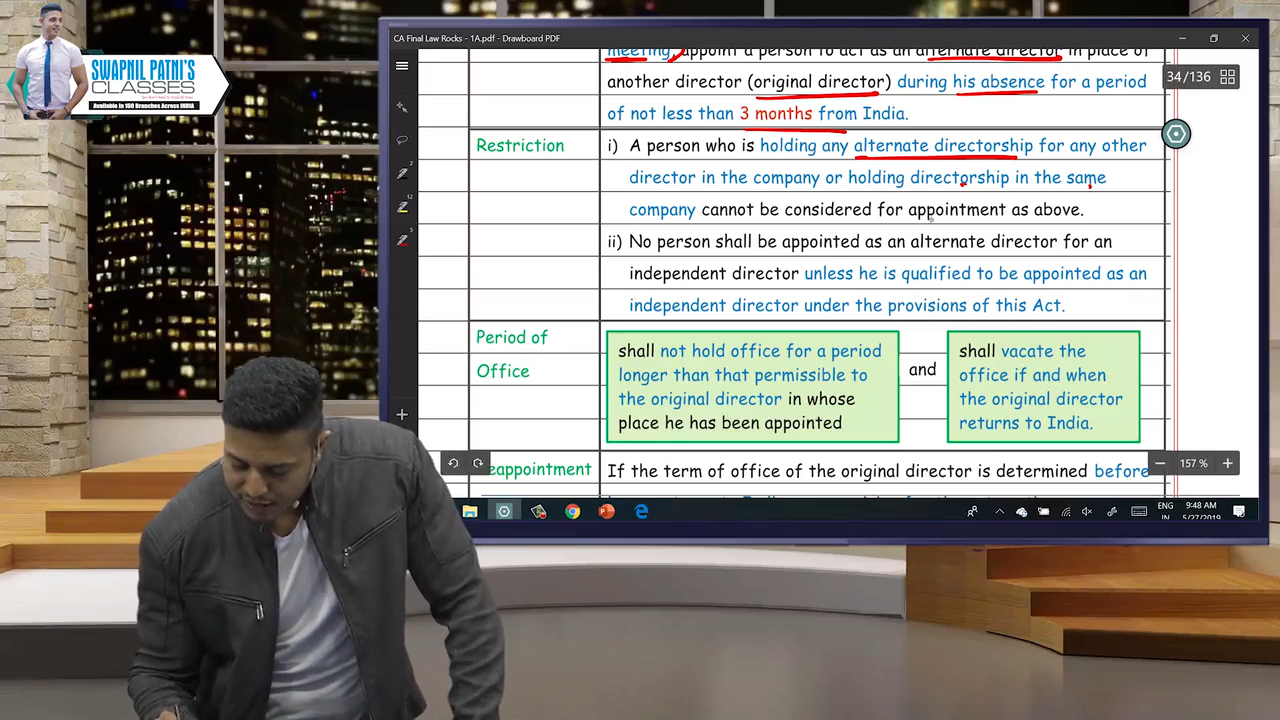 SWAPNIL PATNI'S
CLASSES
Available in 160 Branches Across INDIA
CA Final Law Rocks - 1A.pdf - Drawboard PDF
34 /136
meeting, appoint a person to act as an alternate director in place of
another director (original director) during his absence for a period
of not less than 3 months from India.
Restriction
i) A person who is holding any alternate directorship for any other
director in the company or holding directorship in the same
company cannot be considered for appointment as above.
ii) No person shall be appointed as an alternate director for an
independent director unless he is qualified to be appointed as an
independent director under the provisions of this Act.
Period of
Office
shall not hold office for a period
longer than that permissible to
the original director in whose
place he has been appointed
and
shall vacate the
office if and when
the original director
returns to India.
eappointment
If the term of office of the original director is determined before
157 %
ENG
IN
9:48 AM
5/27/2019